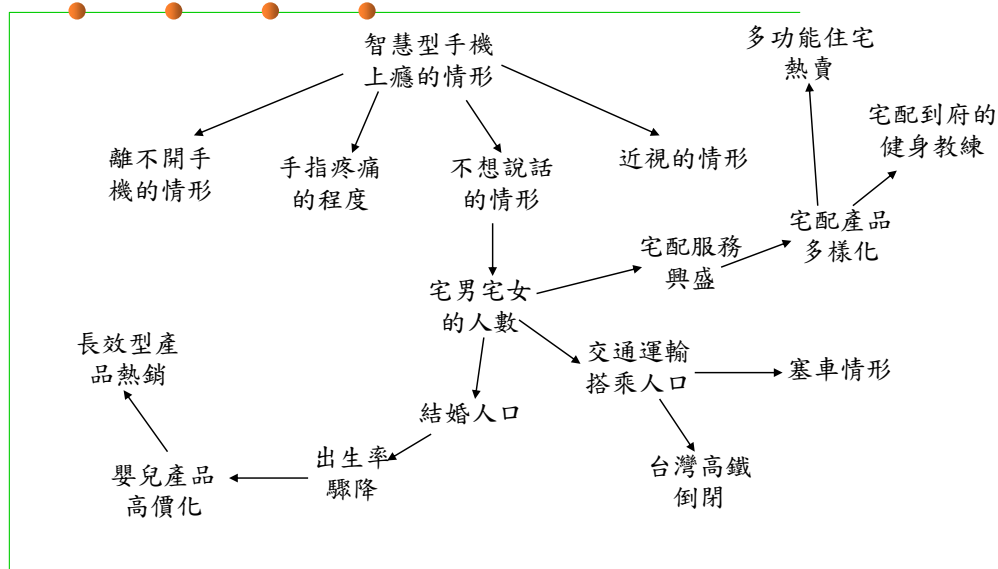 智慧型手機
上癮的情形
多功能住宅
熱賣
宅配到府的
健身教練
離不開手
機的情形
手指疼痛
的程度
不想說話
的情形
近視的情形
宅配產品
多樣化
宅配服務
興盛
宅男宅女
的人數
長效型產
品熱銷
交通運輸
搭乘人口
塞車情形
結婚人口
出生率
驟降
嬰兒產品
高價化
台灣高鐵
倒閉